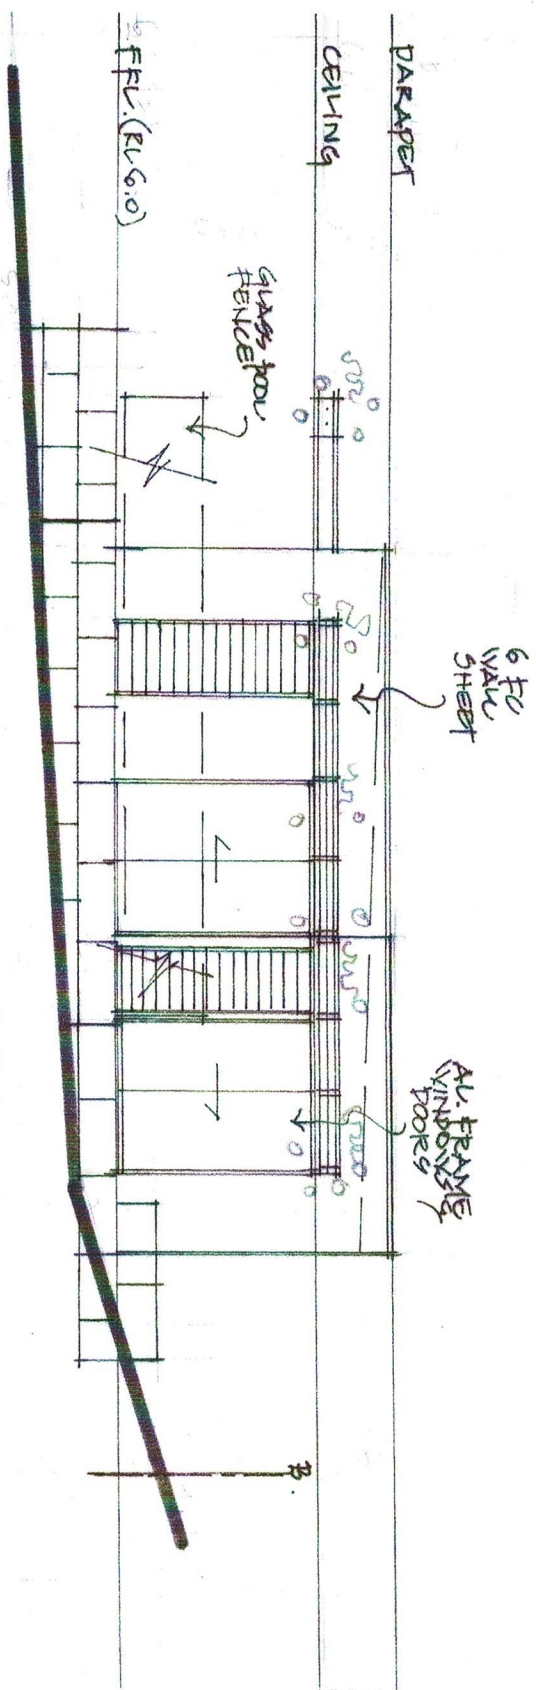 PARAPET
CEILING
FFL.(RL 6.0)
GLASS POOL
FENCE
6 FC
WALL
SHEET
AL. FRAME
WINDOWS &
DOORS
B.